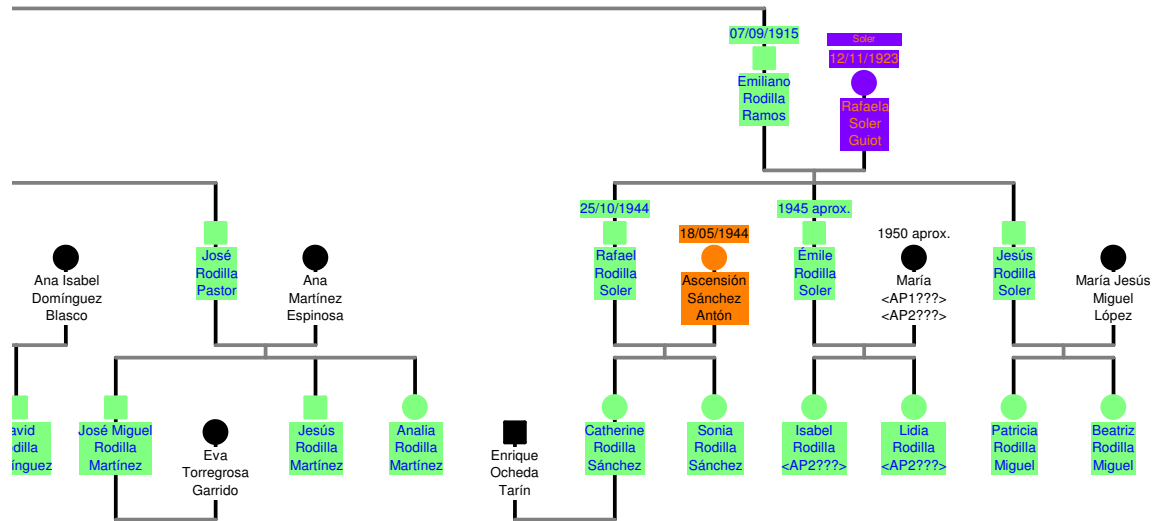 07/09/1915
Soler
12/11/1923
Emiliano
Rodilla
Ramos
Rafaela
Soler
Guiot
25/10/1944
1945 aprox.
18/05/1944
1950 aprox.
Ana Isabel
Domínguez
Blasco
José
Rodilla
Pastor
Ana
Martínez
Espinosa
Rafael
Rodilla
Soler
Ascensión
Sánchez
Antón
Émile
Rodilla
Soler
María
<AP1???>
<AP2???>
Jesús
Rodilla
Soler
María Jesús
Miguel
López
avid
dilla
ínguez
José Miguel
Rodilla
Martínez
Eva
Torregrosa
Garrido
Jesús
Rodilla
Martínez
Analia
Rodilla
Martínez
Enrique
Ocheda
Tarín
Catherine
Rodilla
Sánchez
Sonia
Rodilla
Sánchez
Isabel
Rodilla
<AP2???>
Lidia
Rodilla
<AP2???>
Patricia
Rodilla
Miguel
Beatriz
Rodilla
Miguel